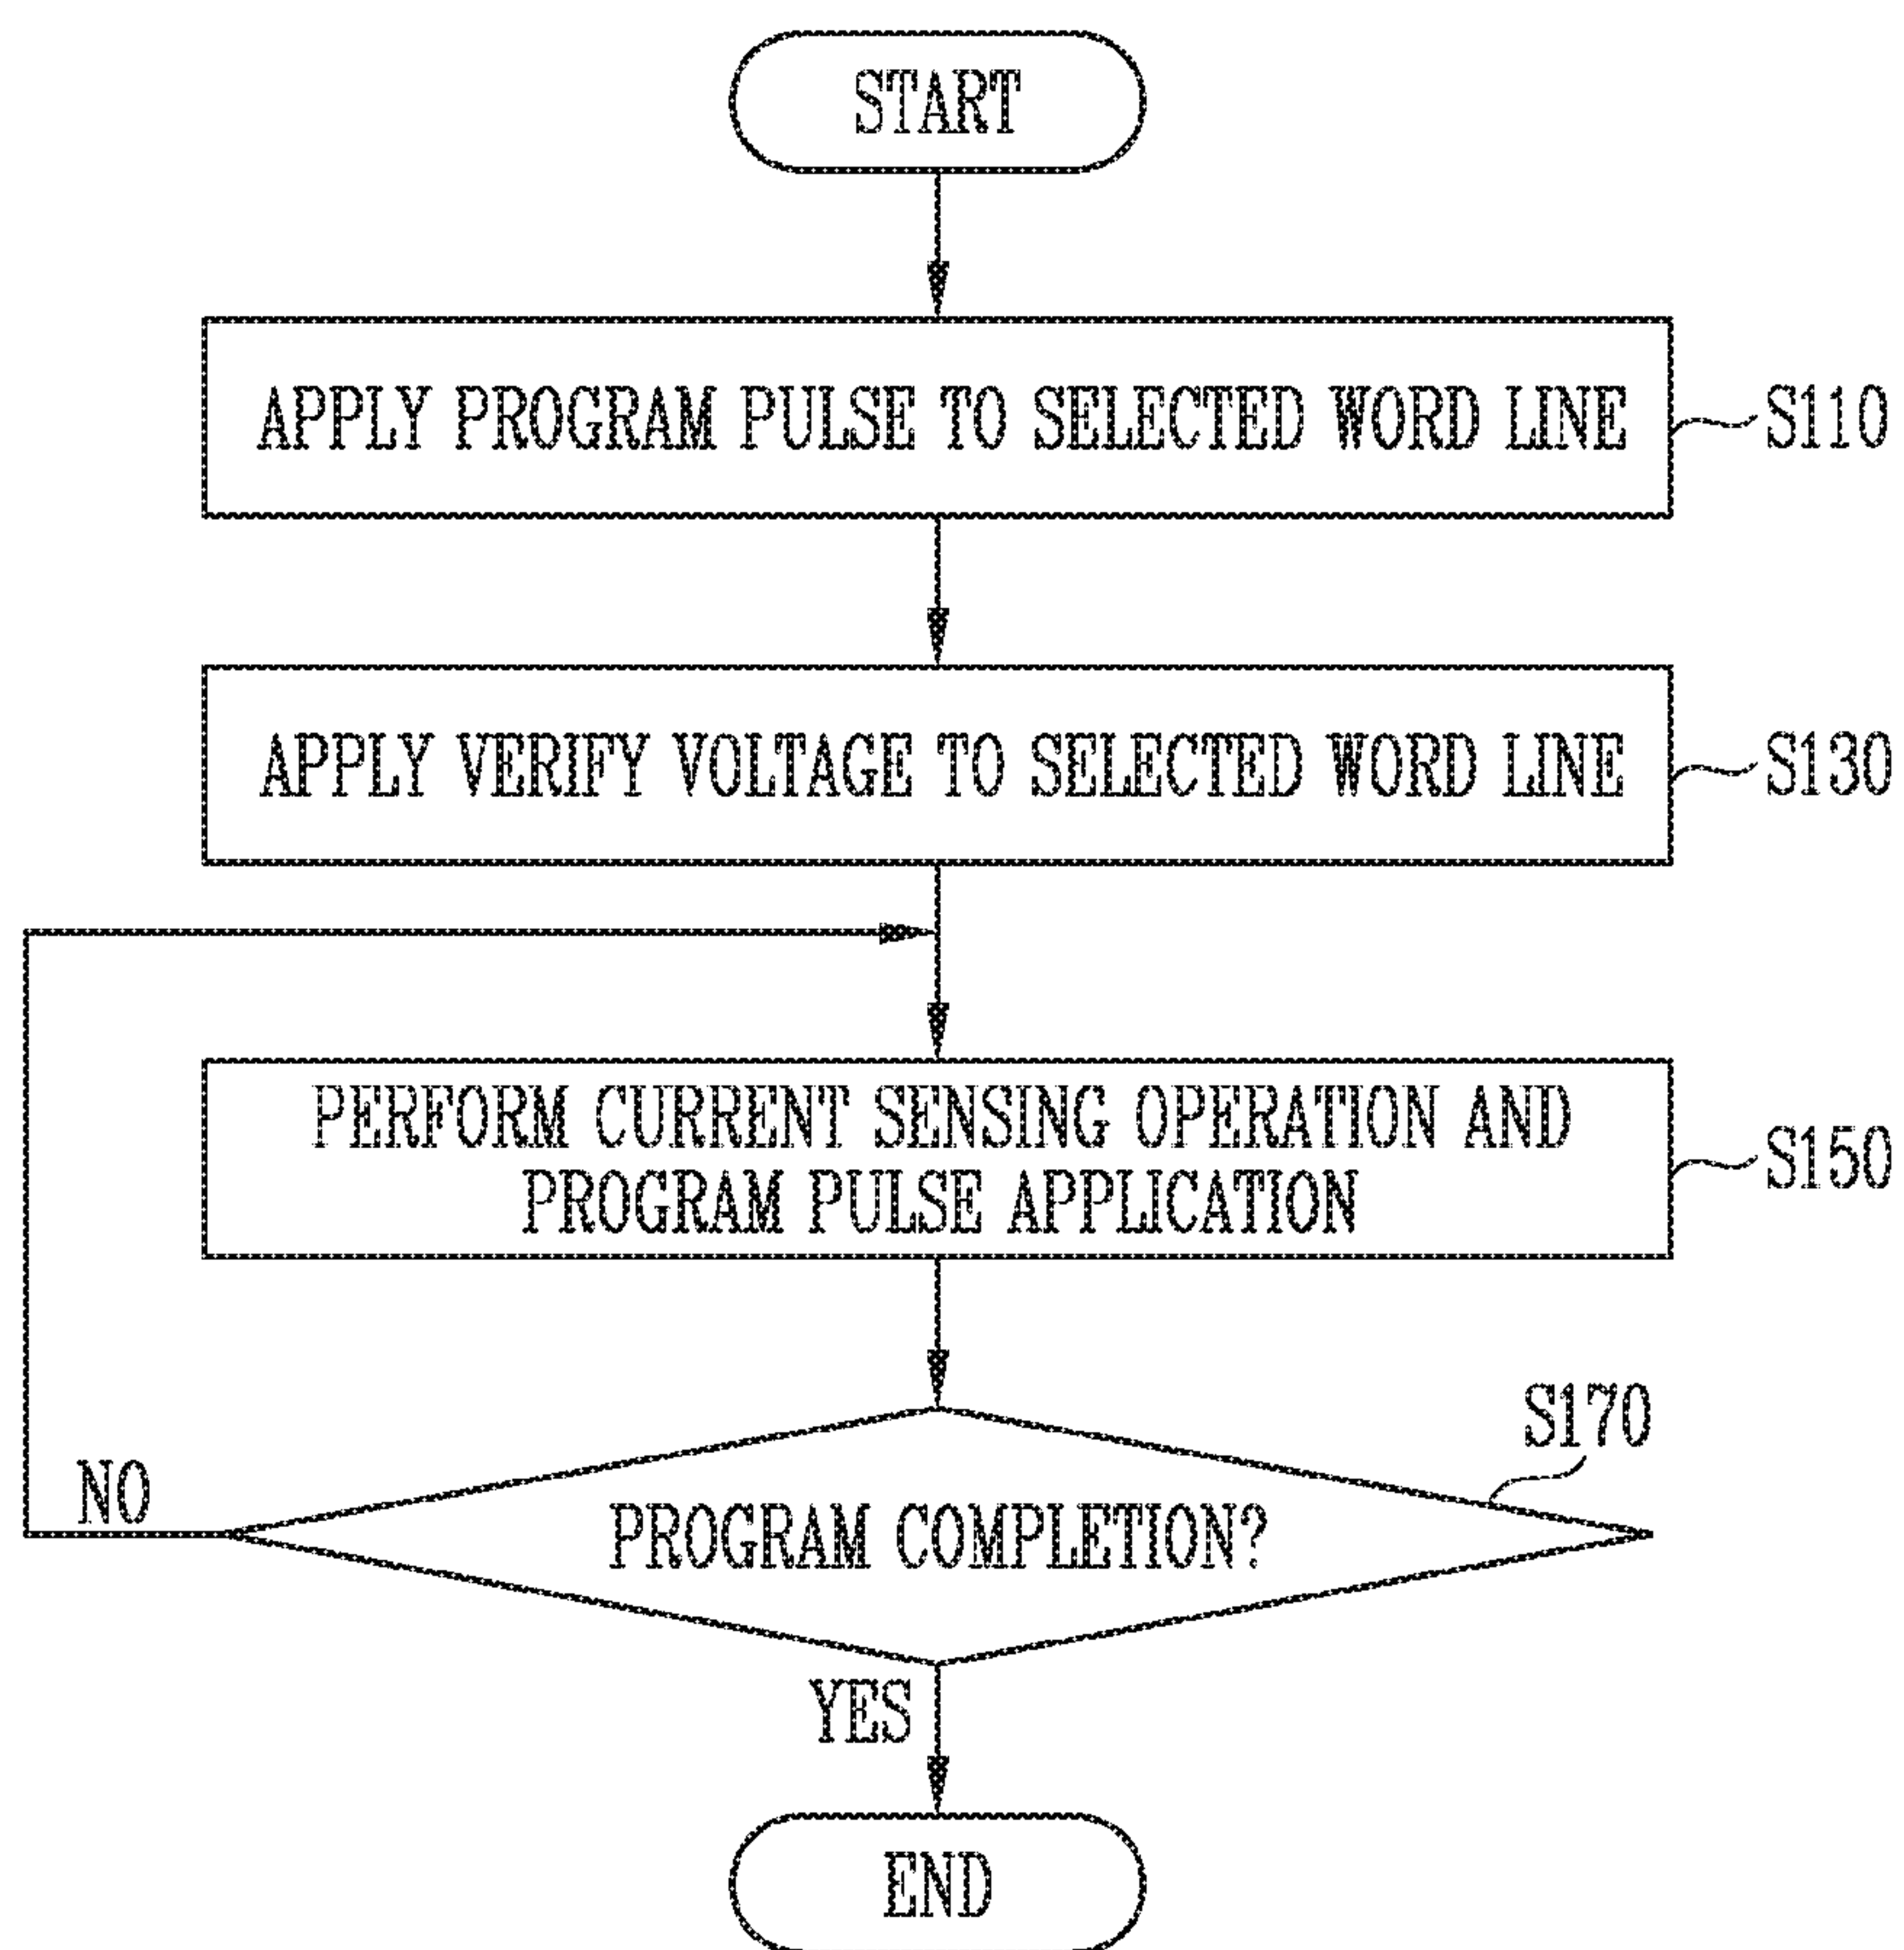 START
APPLY PROGRAM PULSE TO SELECTED WORD LINE
S110
APPLY VERIFY VOLTAGE TO SELECTED WORD LINE
S130
PERFORM CURRENT SENSING OPERATION AND
PROGRAM PULSE APPLICATION
S150
S170
NO
PROGRAM COMPLETION?
YES
END